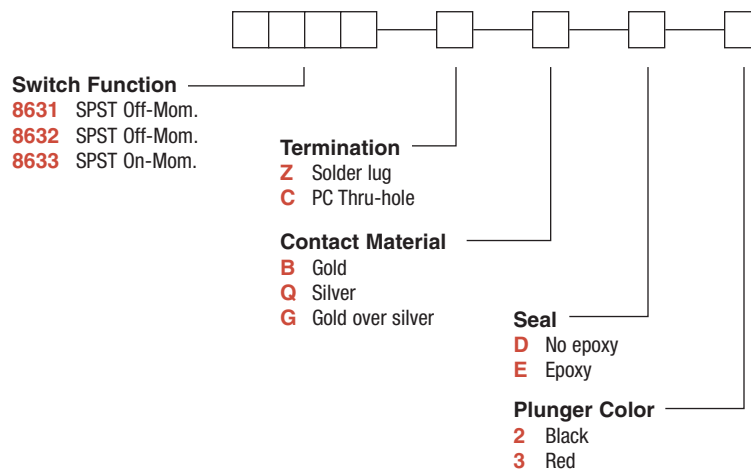 Switch Function
8631 SPST Off-Mom.
8632 SPST Off-Mom.
8633 SPST On-Mom.
Termination
Z Solder lug
C PC Thru-hole
Contact Material
B Gold
Q Silver
G Gold over silver
Seal
D No epoxy
E Epoxy
Plunger Color
2 Black
3 Red